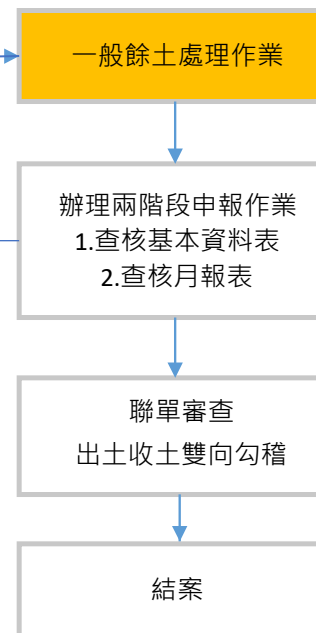 一般餘土處理作業
辦理兩階段申報作業
1.查核基本資料表
2.查核月報表
聯單審查
出土收土雙向勾稽
結案